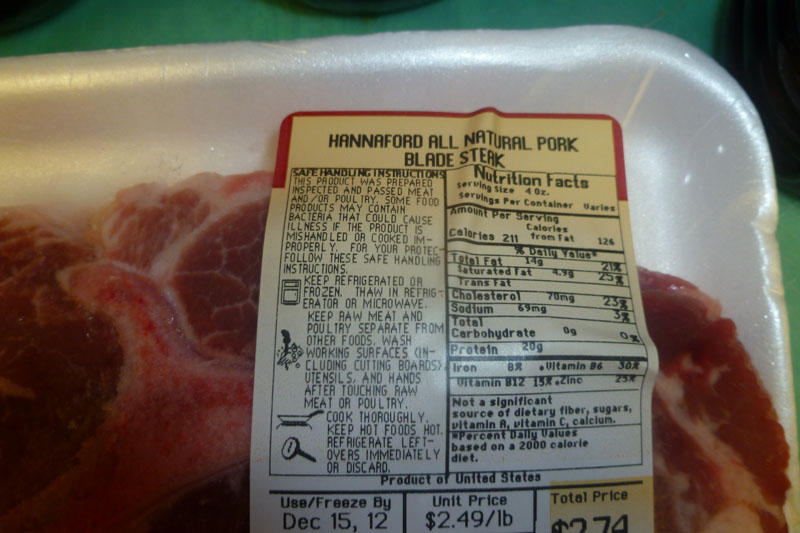 HANNAFORD ALL NATURAL PORK
BLADE STEAK
SAFE HANDLING INSTRUCTIONS
THIS PRODUCT WAS PREPARED
INSPECTED AND PASSED MEAT
AND/OR POULTRY. SOME FOOD
PRODUCTS MAY CONTAIN
BACTERIA THAT COULD CAUSE
ILLNESS IF THE PRODUCT IS
MISHANDLED OR COOKED IM-
PROPERLY. FOR YOUR PROTEC-
FOLLOW THESE SAFE HANDLING
INSTRUCTIONS.
KEEP REFRIGERATED OR
FROZEN. THAW IN REFRIG-
ERATOR OR MICROWAVE.
KEEP RAW MEAT AND
POULTRY SEPARATE FROM
OTHER FOODS. WASH
WORKING SURFACES (IN-
CLUDING CUTTING BOARDS),
UTENSILS, AND HANDS
AFTER TOUCHING RAW
MEAT OR POULTRY.
COOK THOROUGHLY.
KEEP HOT FOODS HOT.
REFRIGERATE LEFT-
OVERS IMMEDIATELY
OR DISCARD.
Nutrition Facts
Serving Size 4 Oz.
Servings Per Container Varies
Amount Per Serving
Calories 211 Calories from Fat 126
% Daily Value*
Total Fat 14g 21%
Saturated Fat 4.9g 25%
Trans Fat
Cholesterol 70mg 23%
Sodium 69mg 3%
Total
Carbohydrate 0g 0%
Protein 20g
Iron 8% •Vitamin B6 30%
Vitamin B12 15% •Zinc 25%
Not a significant
source of dietary fiber, sugars,
vitamin A, vitamin C, calcium.
*Percent Daily Values
based on a 2000 calorie
diet.
Product of United States
Use/Freeze By
Dec 15, 12
Unit Price
$2.49/lb
Total Price
$2.74